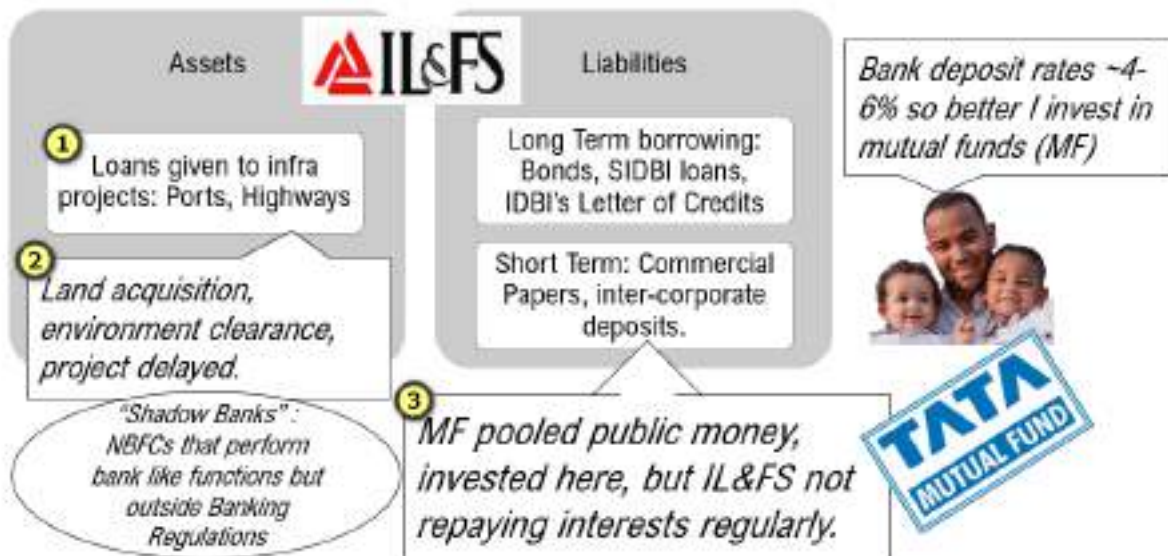 Assets
IL&FS
Liabilities
1
Loans given to infra
projects: Ports, Highways
2
Land acquisition,
environment clearance,
project delayed.
"Shadow Banks" :
NBFCs that perform
bank like functions but
outside Banking
Regulations
Long Term borrowing:
Bonds, SIDBI loans,
IDBI's Letter of Credits
Short Term: Commercial
Papers, inter-corporate
deposits.
3
MF pooled public money,
invested here, but IL&FS not
repaying interests regularly.
Bank deposit rates ~4-
6% so better I invest in
mutual funds (MF)
TATA
MUTUAL FUND